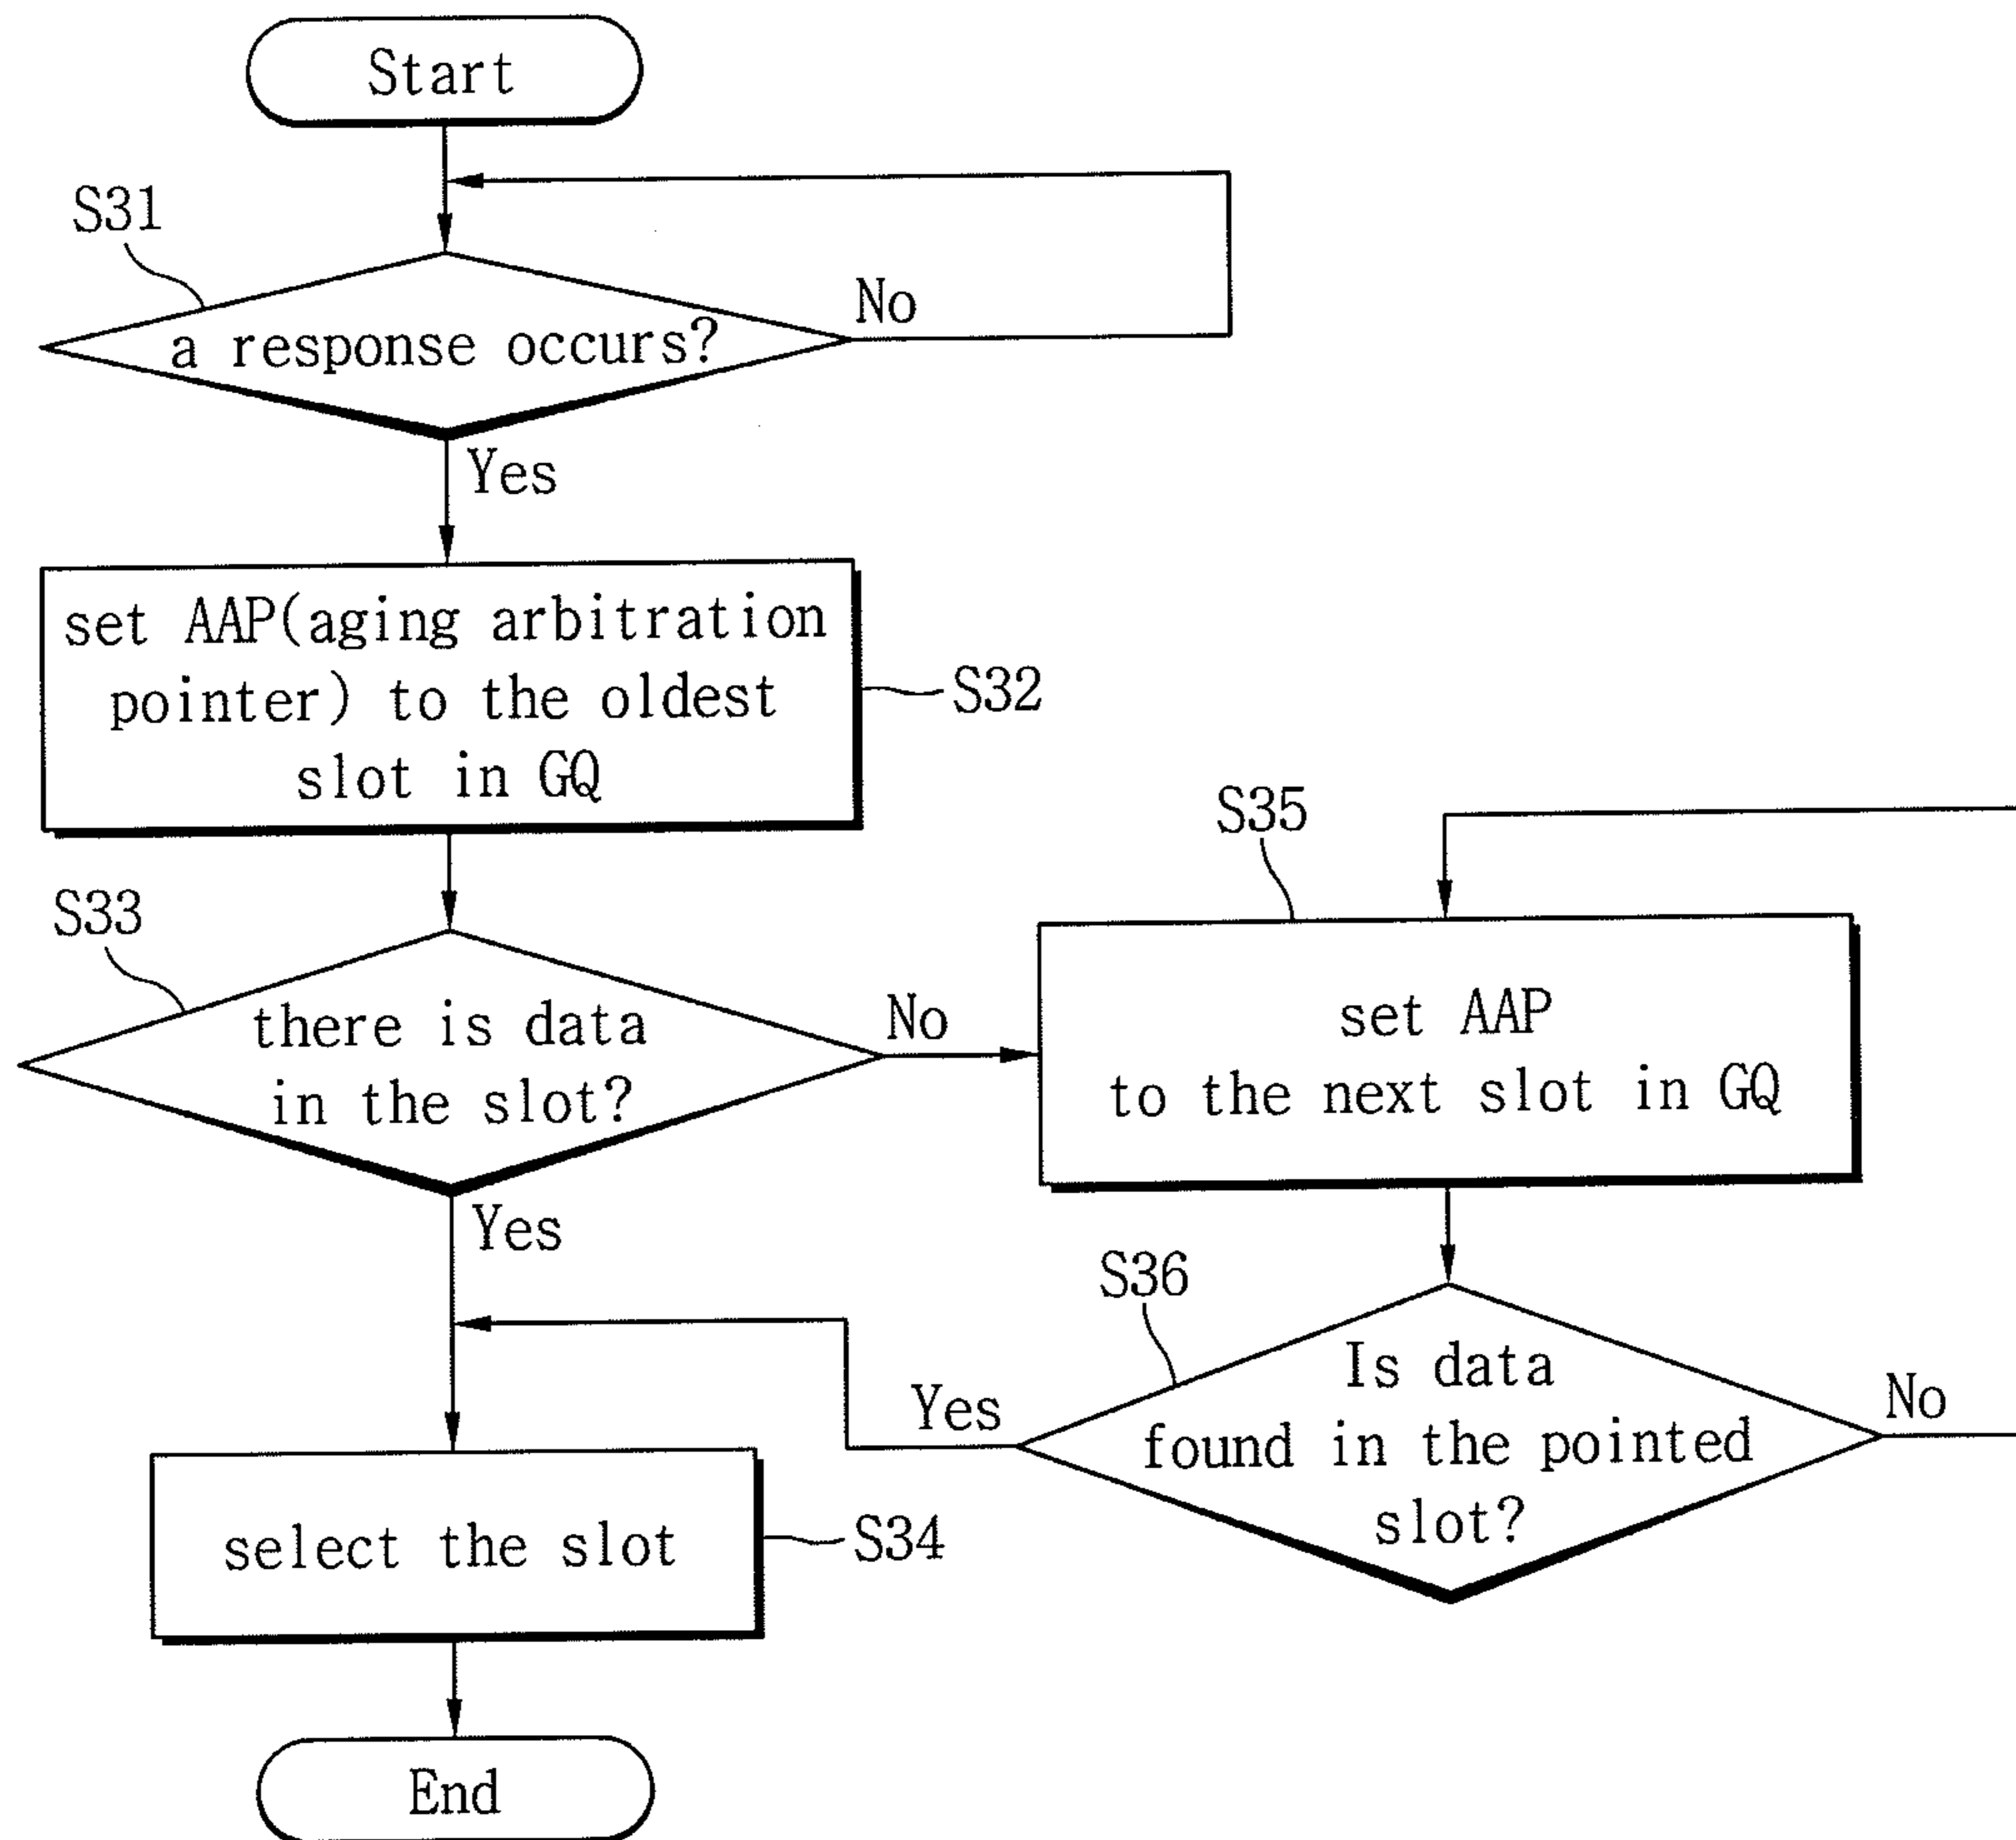 Start
S31
a response occurs?
No
Yes
set AAP(aging arbitration
pointer) to the oldest
slot in GQ
S32
S33
there is data
in the slot?
No
Yes
S35
set AAP
to the next slot in GQ
S36
Is data
found in the pointed
slot?
Yes
No
select the slot
S34
End